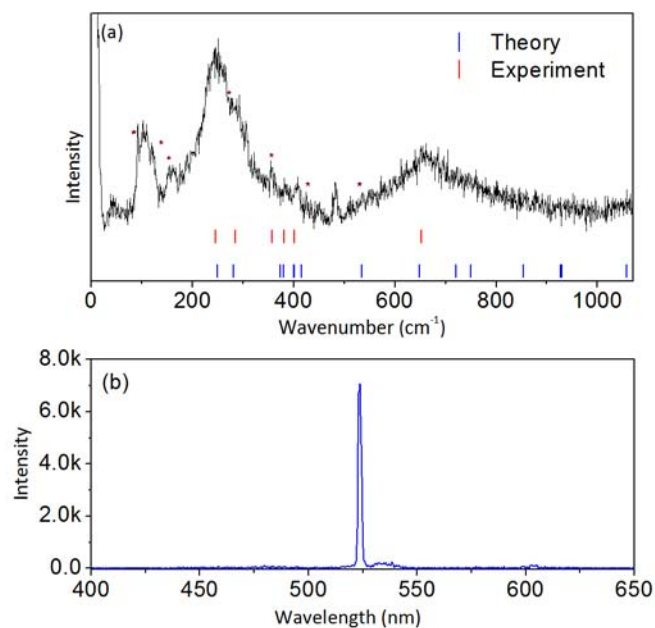 (a)
Theory
Experiment
Intensity
* * * * * * *
0 200 400 600 800 1000
Wavenumber (cm⁻¹)
(b)
8.0k
6.0k
4.0k
2.0k
0.0
Intensity
400 450 500 550 600 650
Wavelength (nm)